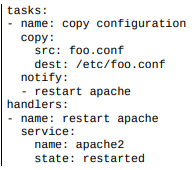 tasks:
- name: copy configuration
  copy:
    src: foo.conf
    dest: /etc/foo.conf
  notify:
  - restart apache
handlers:
- name: restart apache
  service:
    name: apache2
    state: restarted